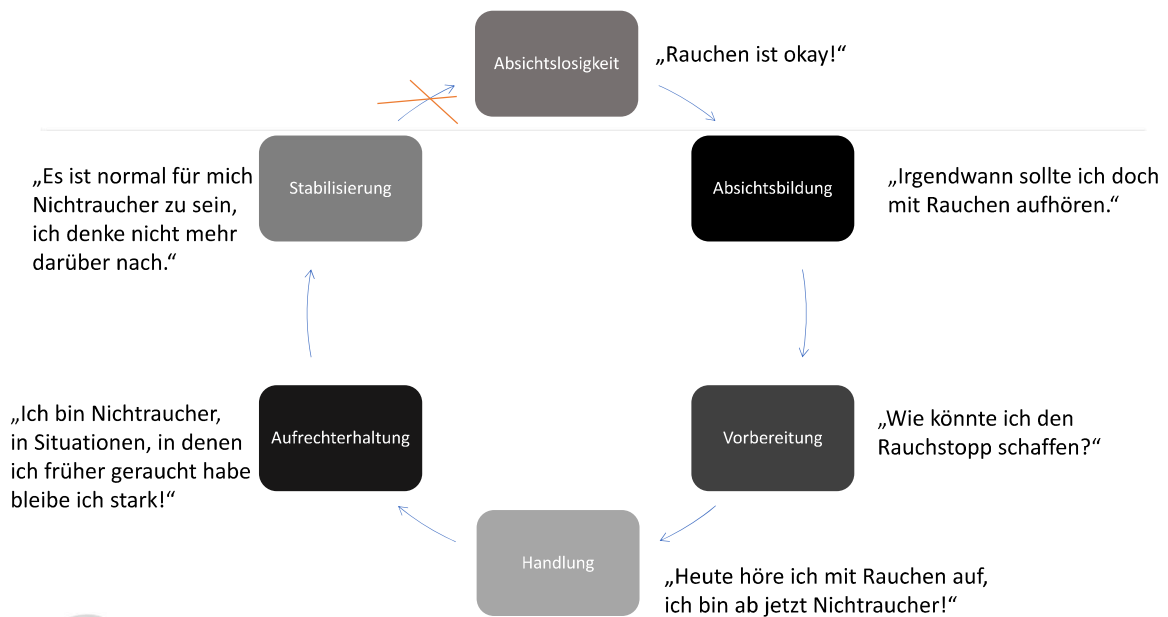 Absichtslosigkeit
„Rauchen ist okay!“
Absichtsbildung
„Irgendwann sollte ich doch
mit Rauchen aufhören.“
Vorbereitung
„Wie könnte ich den
Rauchstopp schaffen?“
Handlung
„Heute höre ich mit Rauchen auf,
ich bin ab jetzt Nichtraucher!“
Aufrechterhaltung
„Ich bin Nichtraucher,
in Situationen, in denen
ich früher geraucht habe
bleibe ich stark!“
Stabilisierung
„Es ist normal für mich
Nichtraucher zu sein,
ich denke nicht mehr
darüber nach.“